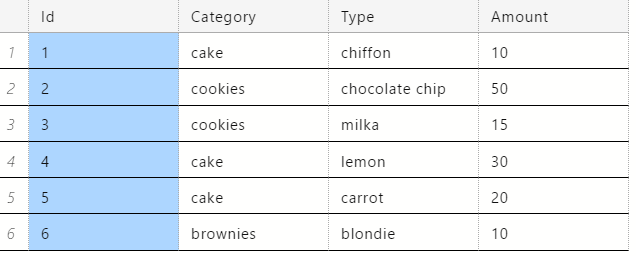 Id Category Type Amount
1 1 cake chiffon 10
2 2 cookies chocolate chip 50
3 3 cookies milka 15
4 4 cake lemon 30
5 5 cake carrot 20
6 6 brownies blondie 10